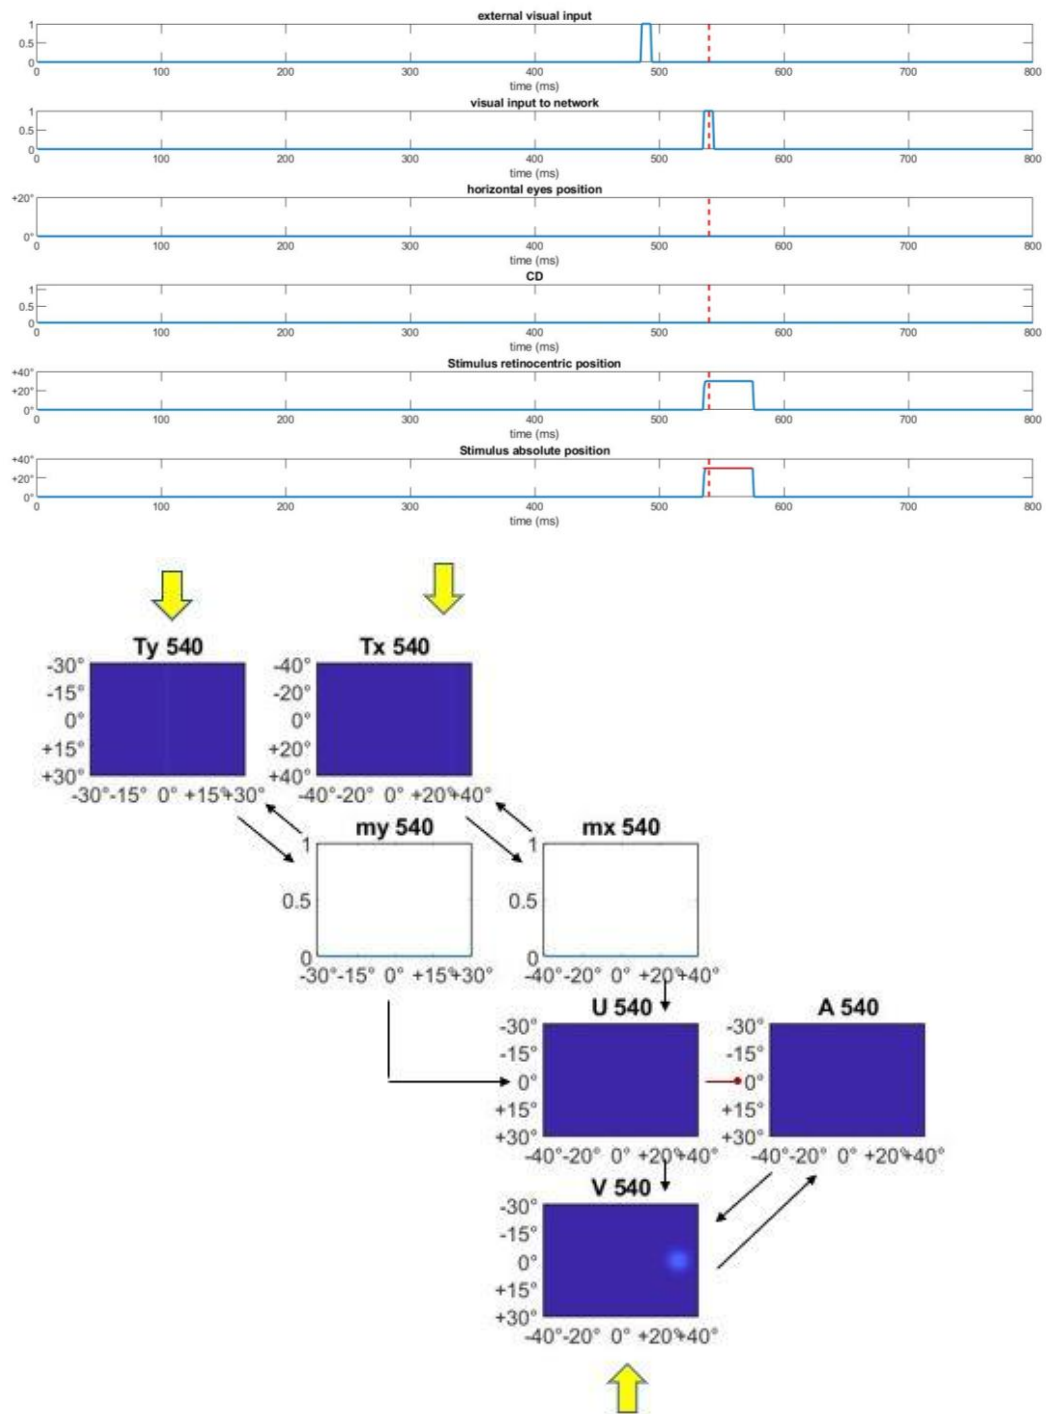 external visual input
1
0.5
0
0 100 200 300 400 500 600 700 800
time (ms)
visual input to network
1
0.5
0
0 100 200 300 400 500 600 700 800
time (ms)
horizontal eyes position
+20°
0°
0 100 200 300 400 500 600 700 800
time (ms)
CD
1
0.5
0
0 100 200 300 400 500 600 700 800
time (ms)
Stimulus retinocentric position
+40°
+20°
0°
0 100 200 300 400 500 600 700 800
time (ms)
Stimulus absolute position
+40°
+20°
0°
0 100 200 300 400 500 600 700 800
time (ms)
Ty 540
-30°
-15°
0°
+15°
+30°
-30° -15° 0° +15° +30°
Tx 540
-40°
-20°
0°
+20°
+40°
-40° -20° 0° +20° +40°
my 540
1
0.5
0
-30° -15° 0° +15° +30°
mx 540
1
0.5
0
-40° -20° 0° +20° +40°
U 540
-30°
-15°
0°
+15°
+30°
-40° -20° 0° +20° +40°
A 540
-30°
-15°
0°
+15°
+30°
-40° -20° 0° +20° +40°
V 540
-30°
-15°
0°
+15°
+30°
-40° -20° 0° +20° +40°